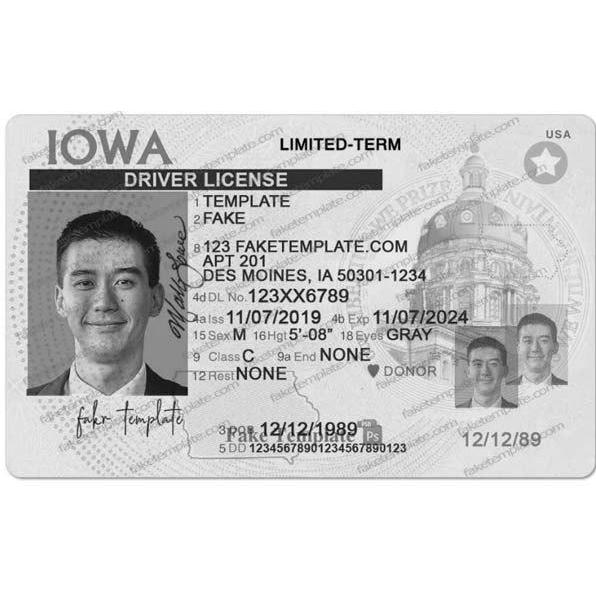 IOWA
LIMITED-TERM
USA
DRIVER LICENSE
1 TEMPLATE
2 FAKE
8 123 FAKETEMPLATE.COM
APT 201
DES MOINES, IA 50301-1234
4d DL No. 123XX6789
4a Iss 11/07/2019 4b Exp 11/07/2024
15 Sex M 16 Hgt 5'-08" 18 Eyes GRAY
9 Class C 9a End NONE
12 Rest NONE
DONOR
fakr template
3 DOB 12/12/1989
Fake Template
Ps
5 DD 12345678901234567890123
12/12/89
faketemplate.com